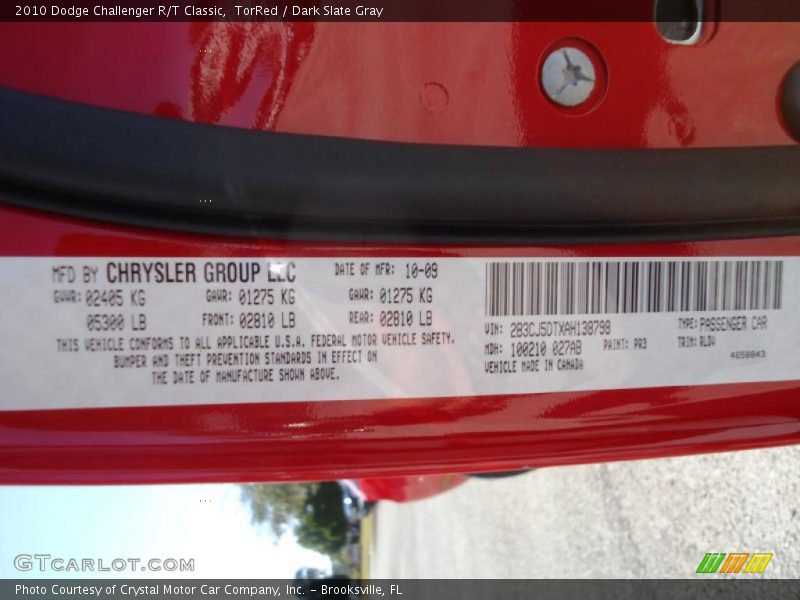 2010 Dodge Challenger R/T Classic, TorRed / Dark Slate Gray
MFD BY CHRYSLER GROUP LLC DATE OF MFR: 10-09
GVWR: 02405 KG GAWR: 01275 KG GAWR: 01275 KG
05300 LB FRONT: 02810 LB REAR: 02810 LB
THIS VEHICLE CONFORMS TO ALL APPLICABLE U.S.A. FEDERAL MOTOR VEHICLE SAFETY.
BUMPER AND THEFT PREVENTION STANDARDS IN EFFECT ON
THE DATE OF MANUFACTURE SHOWN ABOVE.
VIN: 2B3CJ5DTXAH138798 TYPE: PASSENGER CAR
MDH: 100210 027AB PAINT: PR3 TRIM: RLDV
VEHICLE MADE IN CANADA 4658843
GTCARLOT.COM
Photo Courtesy of Crystal Motor Car Company, Inc. - Brooksville, FL